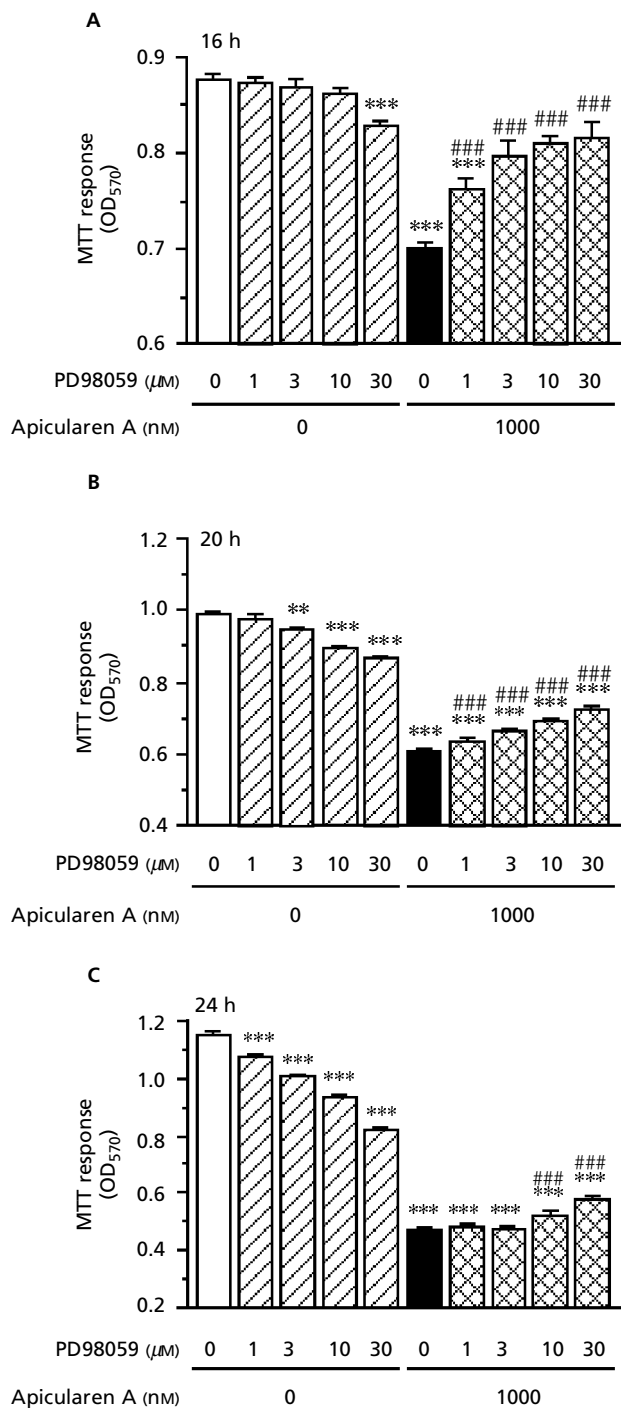 A
16 h
0.9
0.8
0.7
0.6
MTT response
(OD570)
***
***
###
***
###
###
###
PD98059 (μM) 0 1 3 10 30 0 1 3 10 30
Apicularen A (nM) 0 1000
B
20 h
1.2
1.0
0.8
0.6
0.4
MTT response
(OD570)
**
***
***
***
###
***
###
***
###
***
###
***
PD98059 (μM) 0 1 3 10 30 0 1 3 10 30
Apicularen A (nM) 0 1000
C
24 h
1.2
1.0
0.8
0.6
0.4
0.2
MTT response
(OD570)
***
***
***
***
***
***
***
###
***
###
***
PD98059 (μM) 0 1 3 10 30 0 1 3 10 30
Apicularen A (nM) 0 1000